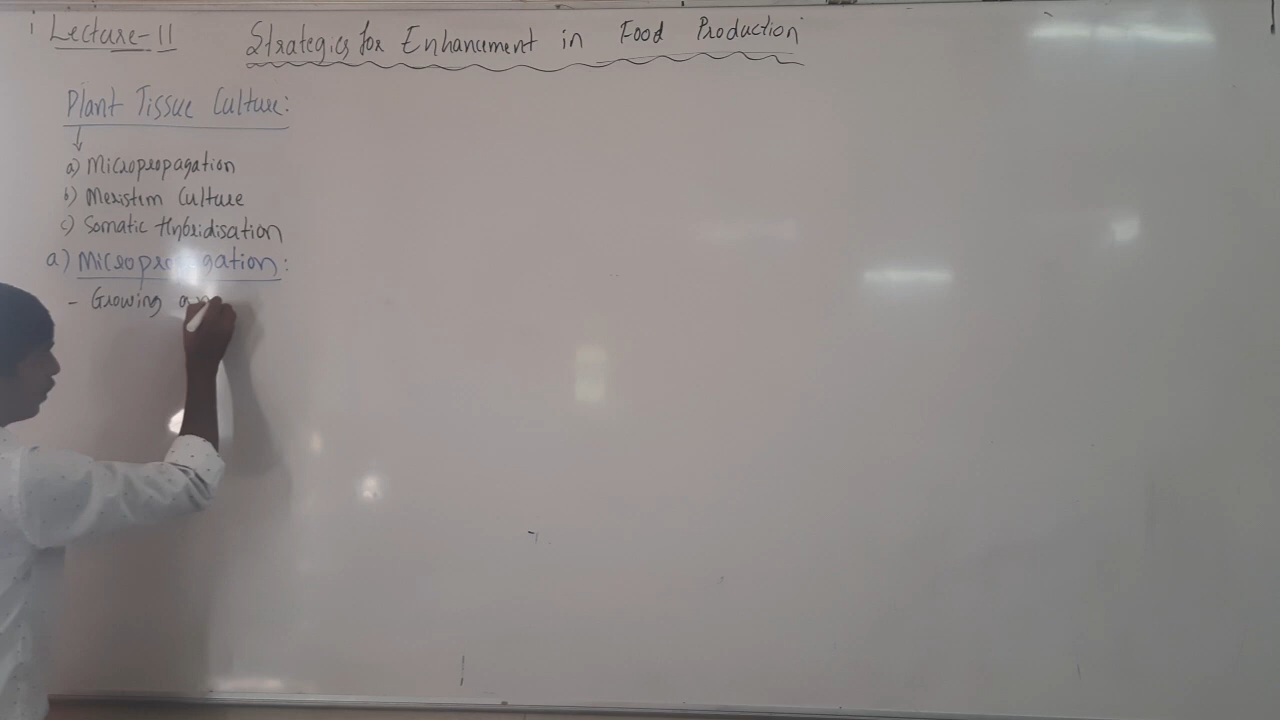 Lecture-11
Strategies for Enhancement in Food Production
Plant Tissue Culture:
a) Micropropagation
b) Meristem Culture
c) Somatic Hybridisation
a) Micropropagation:
- Growing